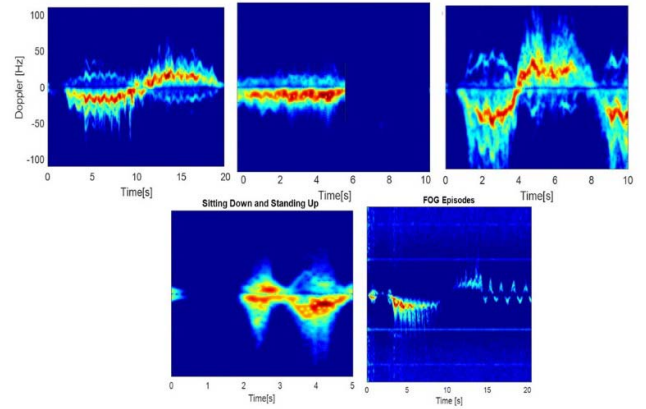 100
50
0
-50
-100
Doppler [Hz]
0 5 10 15 20
Time[s]
0 2 4 6 8 10
Time[s]
2 4 6 8 10
Time[s]
Sitting Down and Standing Up
0 1 2 3 4 5
Time[s]
FOG Episodes
0 5 10 15 20
Time [s]